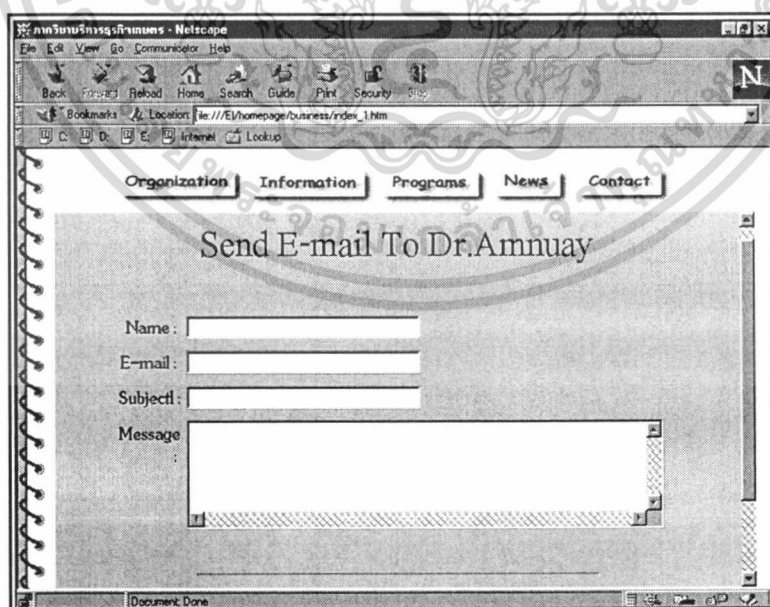 ภาควิชาบริหารธุรกิจเกษตร - Netscape
File Edit View Go Communicator Help
Back Forward Reload Home Search Guide Print Security Stop
Bookmarks Location: file:///E|/homepage/business/index_1.htm
C: D: E: Internet Lookup
Organization Information Programs News Contact
Send E-mail To Dr.Amnuay
Name :
E-mail :
Subjectl :
Message
:
Document: Done